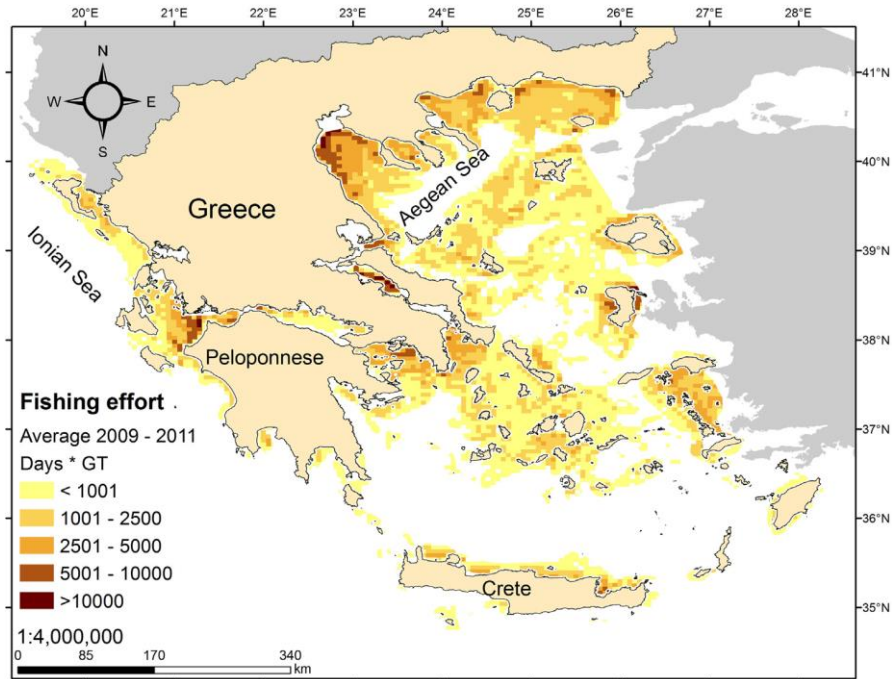 20°E 21°E 22°E 23°E 24°E 25°E 26°E 27°E 28°E
N
W E
S
41°N
40°N
39°N
38°N
37°N
36°N
35°N
Aegean Sea
Greece
Ionian Sea
Peloponnese
Crete
Fishing effort
Average 2009 - 2011
Days * GT
< 1001
1001 - 2500
2501 - 5000
5001 - 10000
>10000
1:4,000,000
0 85 170 340
km